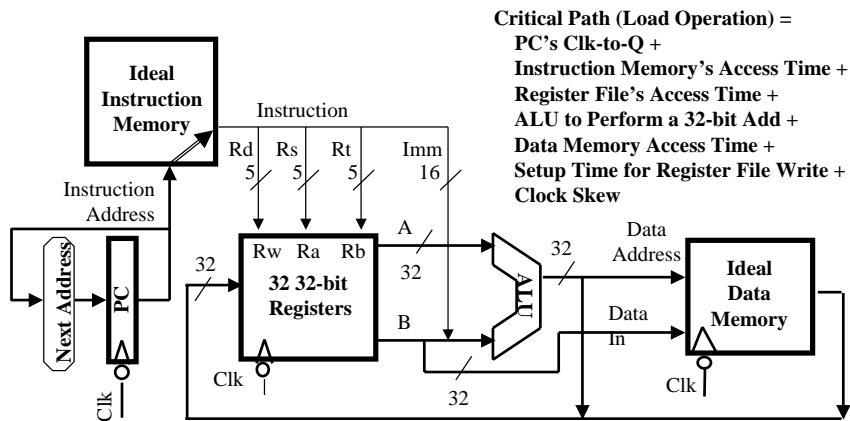 Critical Path (Load Operation) =
PC's Clk-to-Q +
Instruction Memory's Access Time +
Register File's Access Time +
ALU to Perform a 32-bit Add +
Data Memory Access Time +
Setup Time for Register File Write +
Clock Skew
Ideal
Instruction
Memory
Instruction
Rd
5
Rs
5
Rt
5
Imm
16
Instruction
Address
Next Address
PC
Clk
32
Rw Ra Rb
32 32-bit
Registers
Clk
A
32
B
32
ALU
32
Data
Address
Data
In
Ideal
Data
Memory
Clk